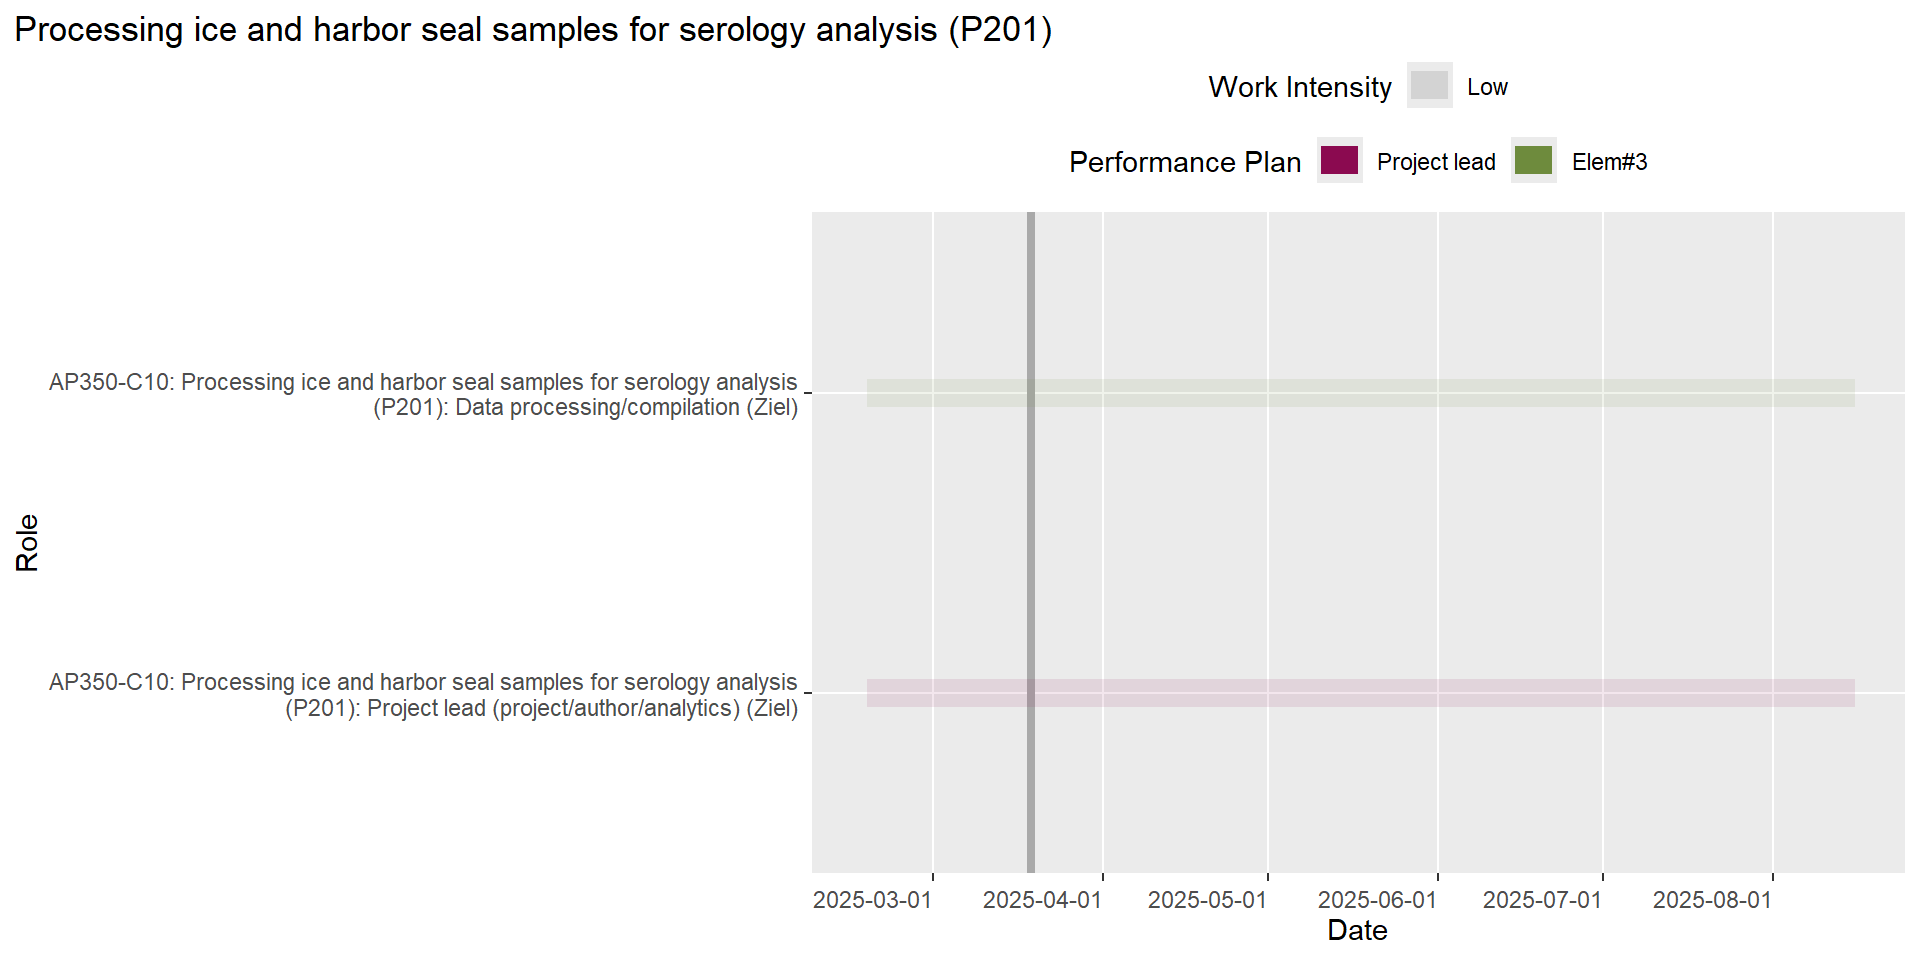 Processing ice and harbor seal samples for serology analysis (P201)
Work Intensity Low
Performance Plan Project lead Elem#3
AP350-C10: Processing ice and harbor seal samples for serology analysis
(P201): Data processing/compilation (Ziel)
Role
AP350-C10: Processing ice and harbor seal samples for serology analysis
(P201): Project lead (project/author/analytics) (Ziel)
2025-03-01 2025-04-01 2025-05-01 2025-06-01 2025-07-01 2025-08-01
Date